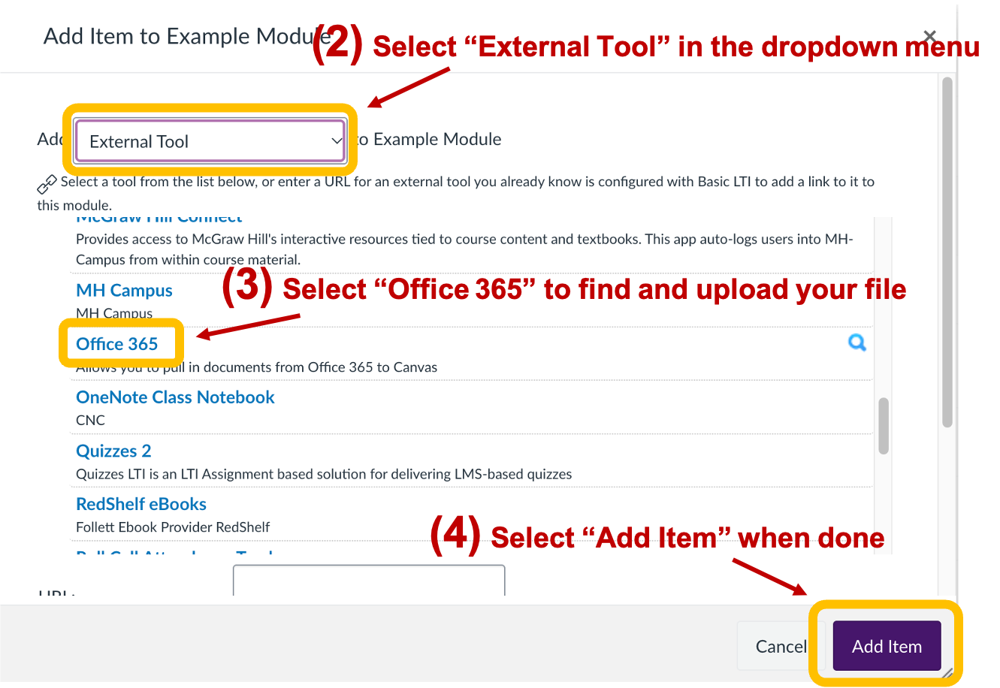 Add Item to Example Module
(2) Select “External Tool” in the dropdown menu
Add External Tool to Example Module
Select a tool from the list below, or enter a URL for an external tool you already know is configured with Basic LTI to add a link to it to
this module.
McGraw Hill Connect
Provides access to McGraw Hill's interactive resources tied to course content and textbooks. This app auto-logs users into MH-
Campus from within course material.
(3) Select “Office 365” to find and upload your file
MH Campus
MH Campus
Office 365
Allows you to pull in documents from Office 365 to Canvas
OneNote Class Notebook
CNC
Quizzes 2
Quizzes LTI is an LTI Assignment based solution for delivering LMS-based quizzes
RedShelf eBooks
Follett Ebook Provider RedShelf
(4) Select “Add Item” when done
URL:
Cancel
Add Item